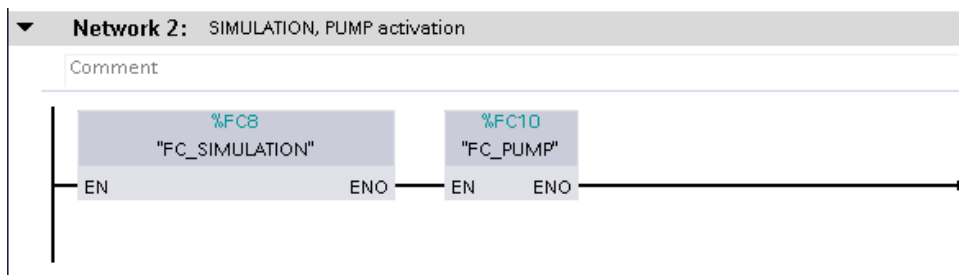 Network 2: SIMULATION, PUMP activation
Comment
%FC8 %FC10
"FC_SIMULATION" "FC_PUMP"
EN ENO EN ENO